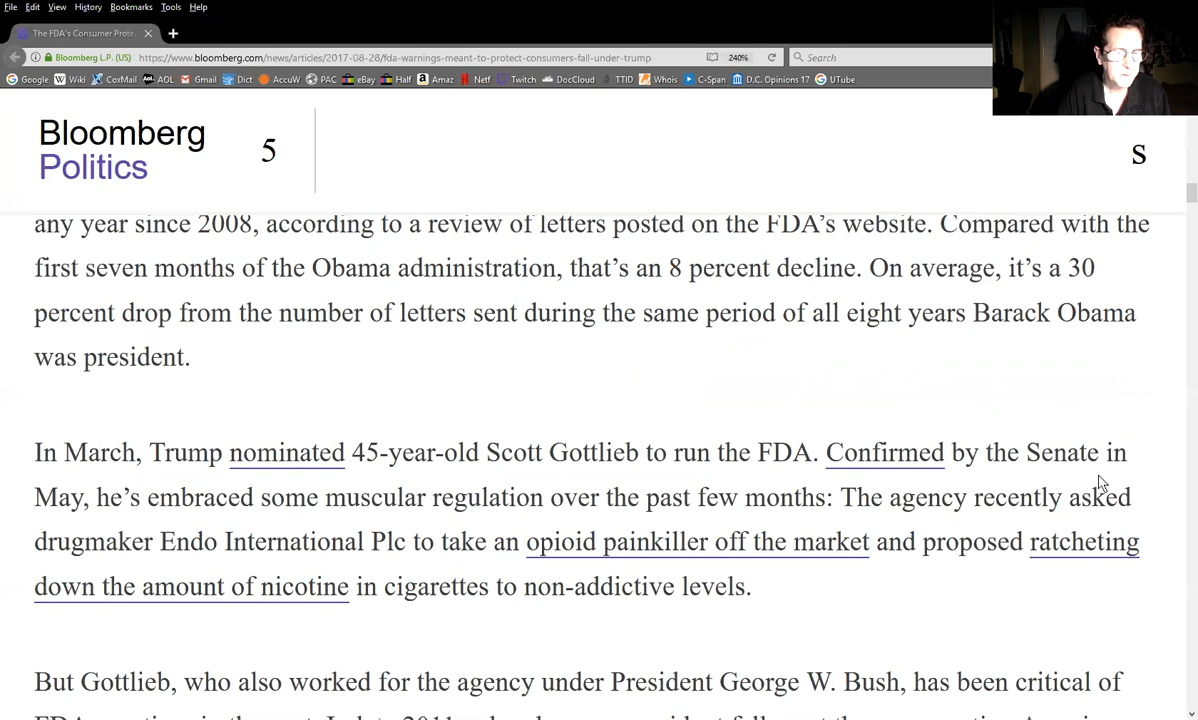 File Edit View History Bookmarks Tools Help
The FDA's Consumer Prote
Bloomberg L.P. (US) https://www.bloomberg.com/news/articles/2017-08-28/fda-warnings-meant-to-protect-consumers-fall-under-trump 240% Search
Google Wiki CoxMail AOL Gmail Dict AccuW PAC eBay Half Amaz Netf Twitch DocCloud TTID Whois C-Span D.C. Opinions 17 UTube
Bloomberg
Politics
5
s
any year since 2008, according to a review of letters posted on the FDA’s website. Compared with the
first seven months of the Obama administration, that’s an 8 percent decline. On average, it’s a 30
percent drop from the number of letters sent during the same period of all eight years Barack Obama
was president.
In March, Trump nominated 45-year-old Scott Gottlieb to run the FDA. Confirmed by the Senate in
May, he’s embraced some muscular regulation over the past few months: The agency recently asked
drugmaker Endo International Plc to take an opioid painkiller off the market and proposed ratcheting
down the amount of nicotine in cigarettes to non-addictive levels.
But Gottlieb, who also worked for the agency under President George W. Bush, has been critical of